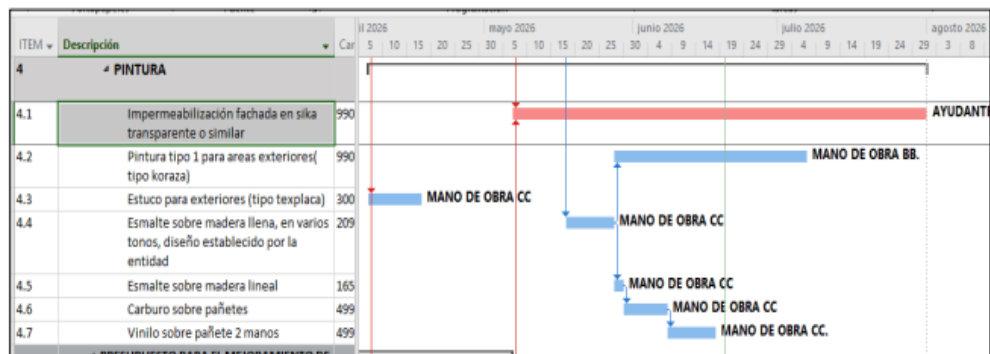 il 2026 mayo 2026 junio 2026 julio 2026 agosto 2026
ITEM Descripción Car 5 10 15 20 25 30 5 10 15 20 25 30 4 9 14 19 24 29 4 9 14 19 24 29 3 8
4 PINTURA
4.1 Impermeabilización fachada en sika 990 AYUDANTE
transparente o similar
4.2 Pintura tipo 1 para areas exteriores( 990 MANO DE OBRA BB.
tipo koraza)
4.3 Estuco para exteriores (tipo texplaca) 300 MANO DE OBRA CC
4.4 Esmalte sobre madera llena, en varios 209 MANO DE OBRA CC
tonos, diseño establecido por la
entidad
4.5 Esmalte sobre madera lineal 165 MANO DE OBRA CC
4.6 Carburo sobre pañetes 499 MANO DE OBRA CC
4.7 Vinilo sobre pañete 2 manos 499 MANO DE OBRA CC.